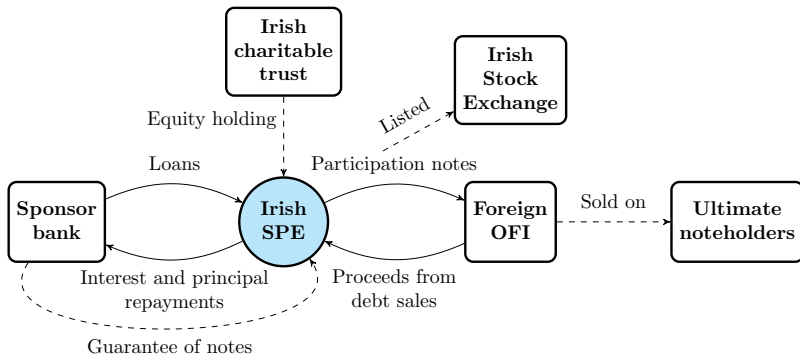 Irish
charitable
trust
Irish
Stock
Exchange
Equity holding
Listed
Loans
Participation notes
Sponsor
bank
Irish
SPE
Foreign
OFI
Sold on
Ultimate
noteholders
Interest and principal
repayments
Proceeds from
debt sales
Guarantee of notes